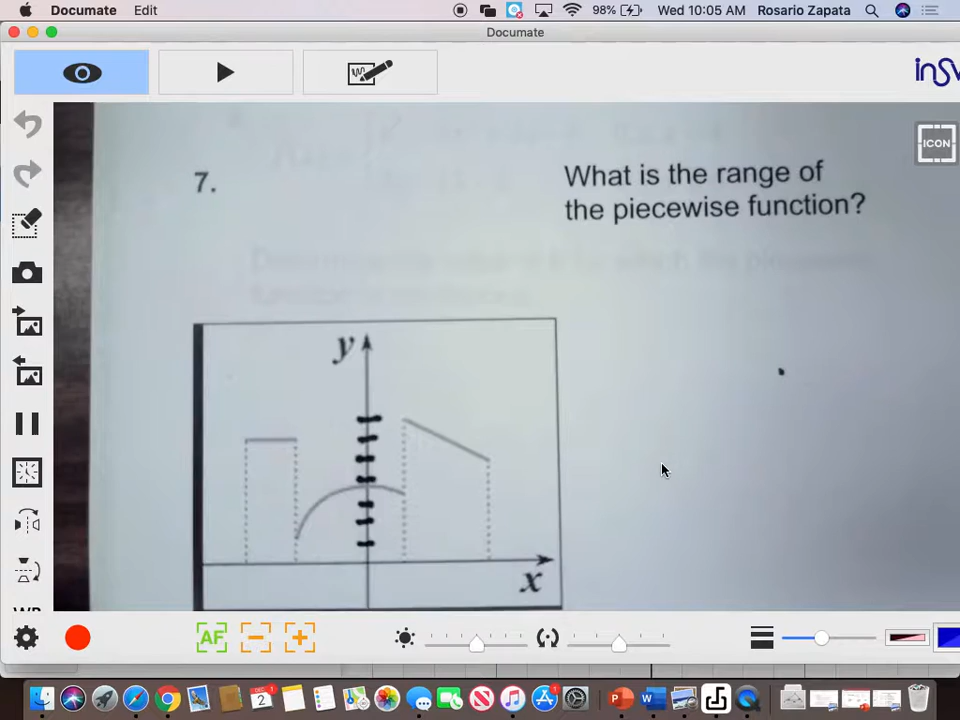 Documate Edit
98% Wed 10:05 AM Rosario Zapata
Documate
ICON
7.
What is the range of
the piecewise function?
y
x
AF